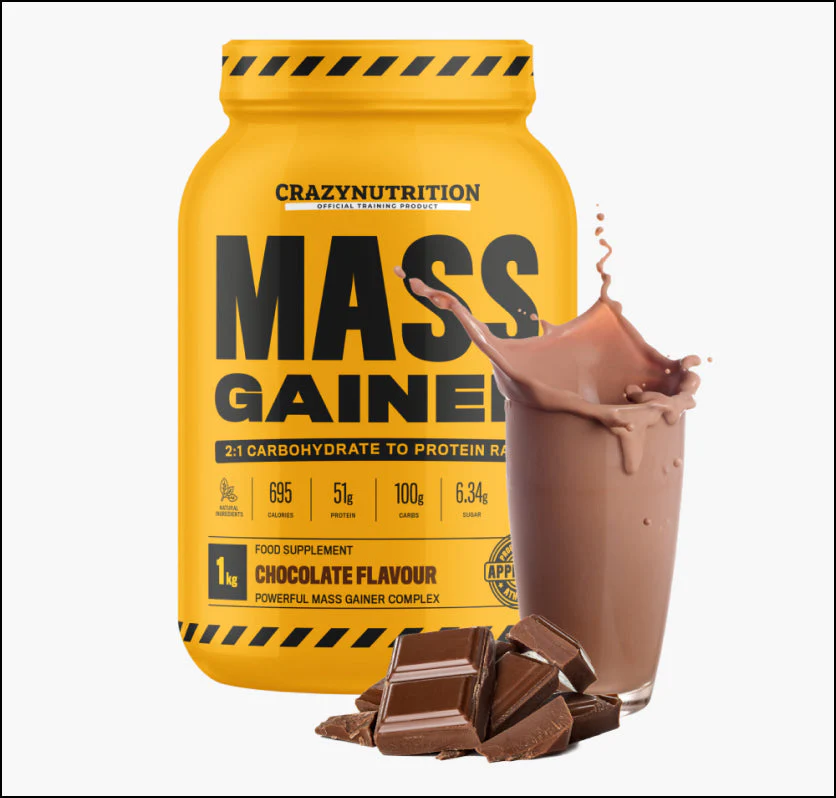 CRAZYNUTRITION
OFFICIAL TRAINING PRODUCT
MASS
GAINE
2:1 CARBOHYDRATE TO PROTEIN
NATURAL INGREDIENTS
695 CALORIES
51g PROTEIN
100g CARBS
6.34g SUGAR
1kg
FOOD SUPPLEMENT
CHOCOLATE FLAVOUR
POWERFUL MASS GAINER COMPLEX